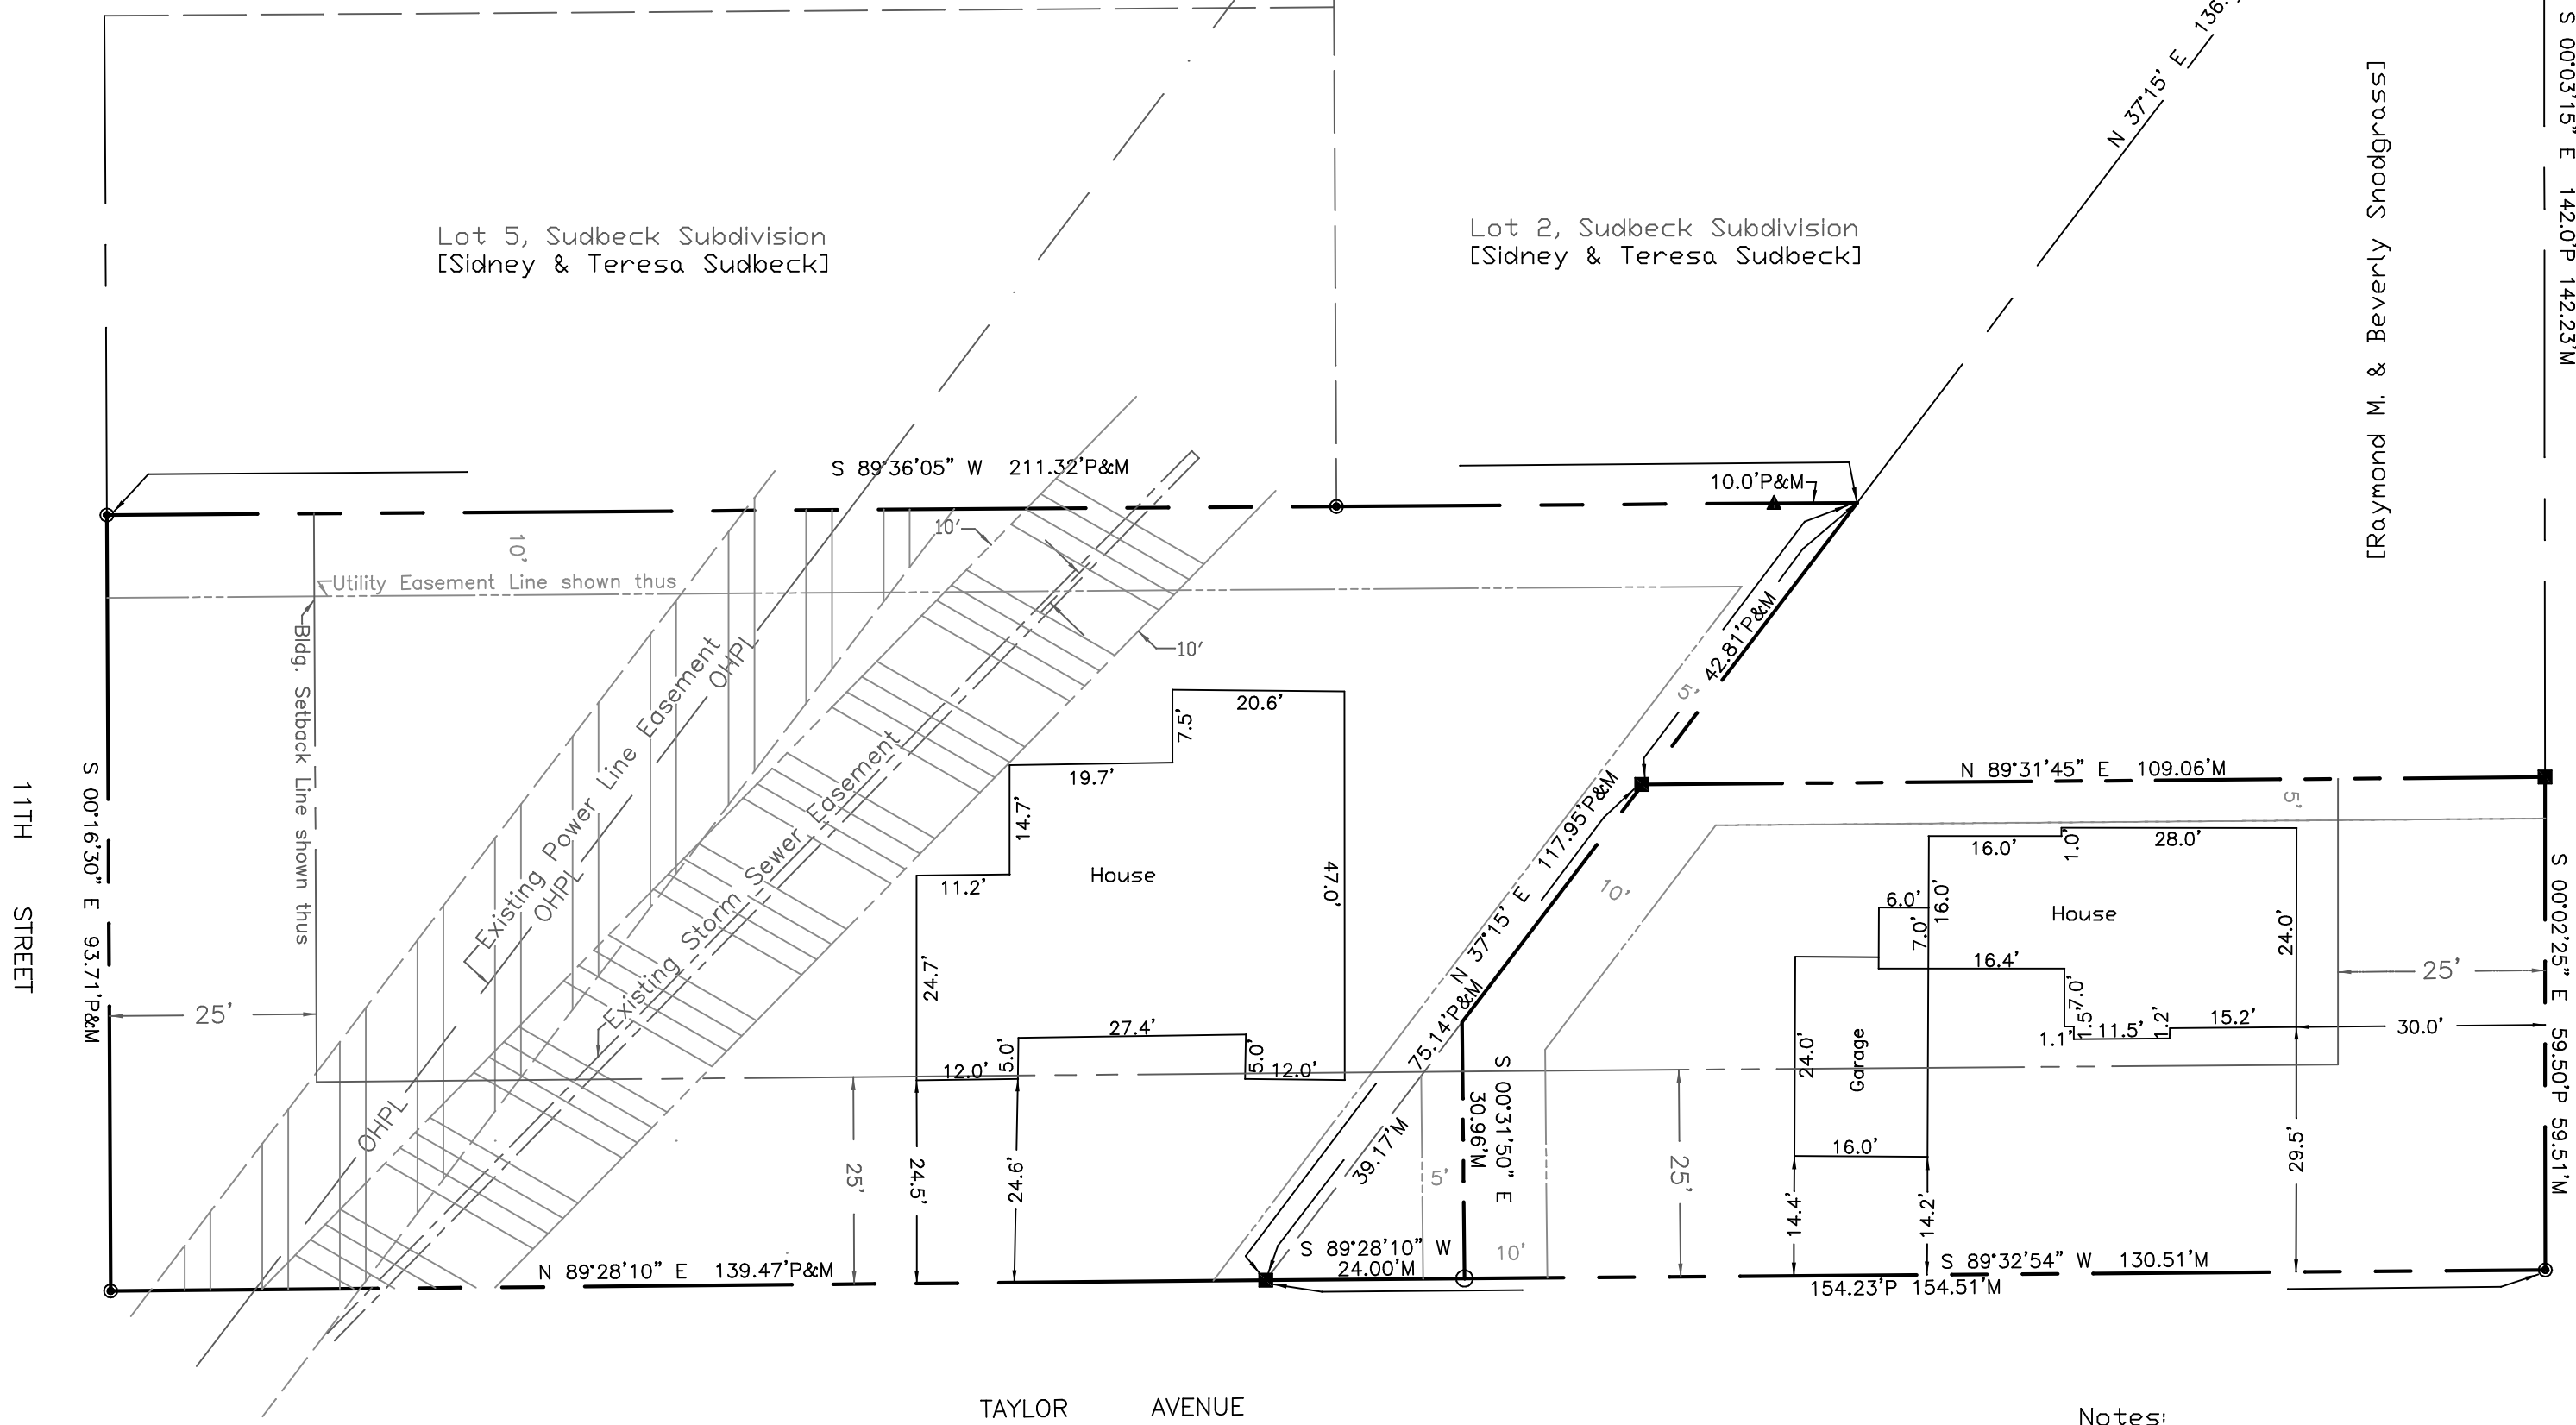 N 37°15' E
S 00°03'15" E 142.0'P 142.23'M
[Raymond M. & Beverly Snodgrass]
Lot 5, Sudbeck Subdivision
[Sidney & Teresa Sudbeck]
Lot 2, Sudbeck Subdivision
[Sidney & Teresa Sudbeck]
S 89°36'05" W 211.32'P&M
10.0'P&M
10'
10'
Utility Easement Line shown thus
Bldg. Setback Line shown thus
10'
42.81'P&M
5'
Existing Power Line Easement
OHPL
OHPL
OHPL
Existing Storm Sewer Easement
20.6'
7.5'
19.7'
14.7'
House
11.2'
47.0'
24.7'
27.4'
12.0'
5.0'
5.0'
12.0'
N 37°15' E 117.95'P&M
75.14'P&M
39.17'M
N 89°31'45" E 109.06'M
5'
10'
16.0'
1.0'
28.0'
6.0'
16.0'
7.0'
House
24.0'
16.4'
7.0'
1.5'
1.1'
11.5'
1.2'
15.2'
24.0'
Garage
16.0'
25'
30.0'
29.5'
14.4'
14.2'
S 00°02'25" E 59.50'P 59.51'M
11TH STREET
S 00°16'30" E 93.71'P&M
25'
25'
24.5'
24.6'
S 00°31'50" E
30.96'M
5'
10'
25'
N 89°28'10" E 139.47'P&M
S 89°28'10" W
24.00'M
S 89°32'54" W 130.51'M
154.23'P 154.51'M
TAYLOR AVENUE
Notes: